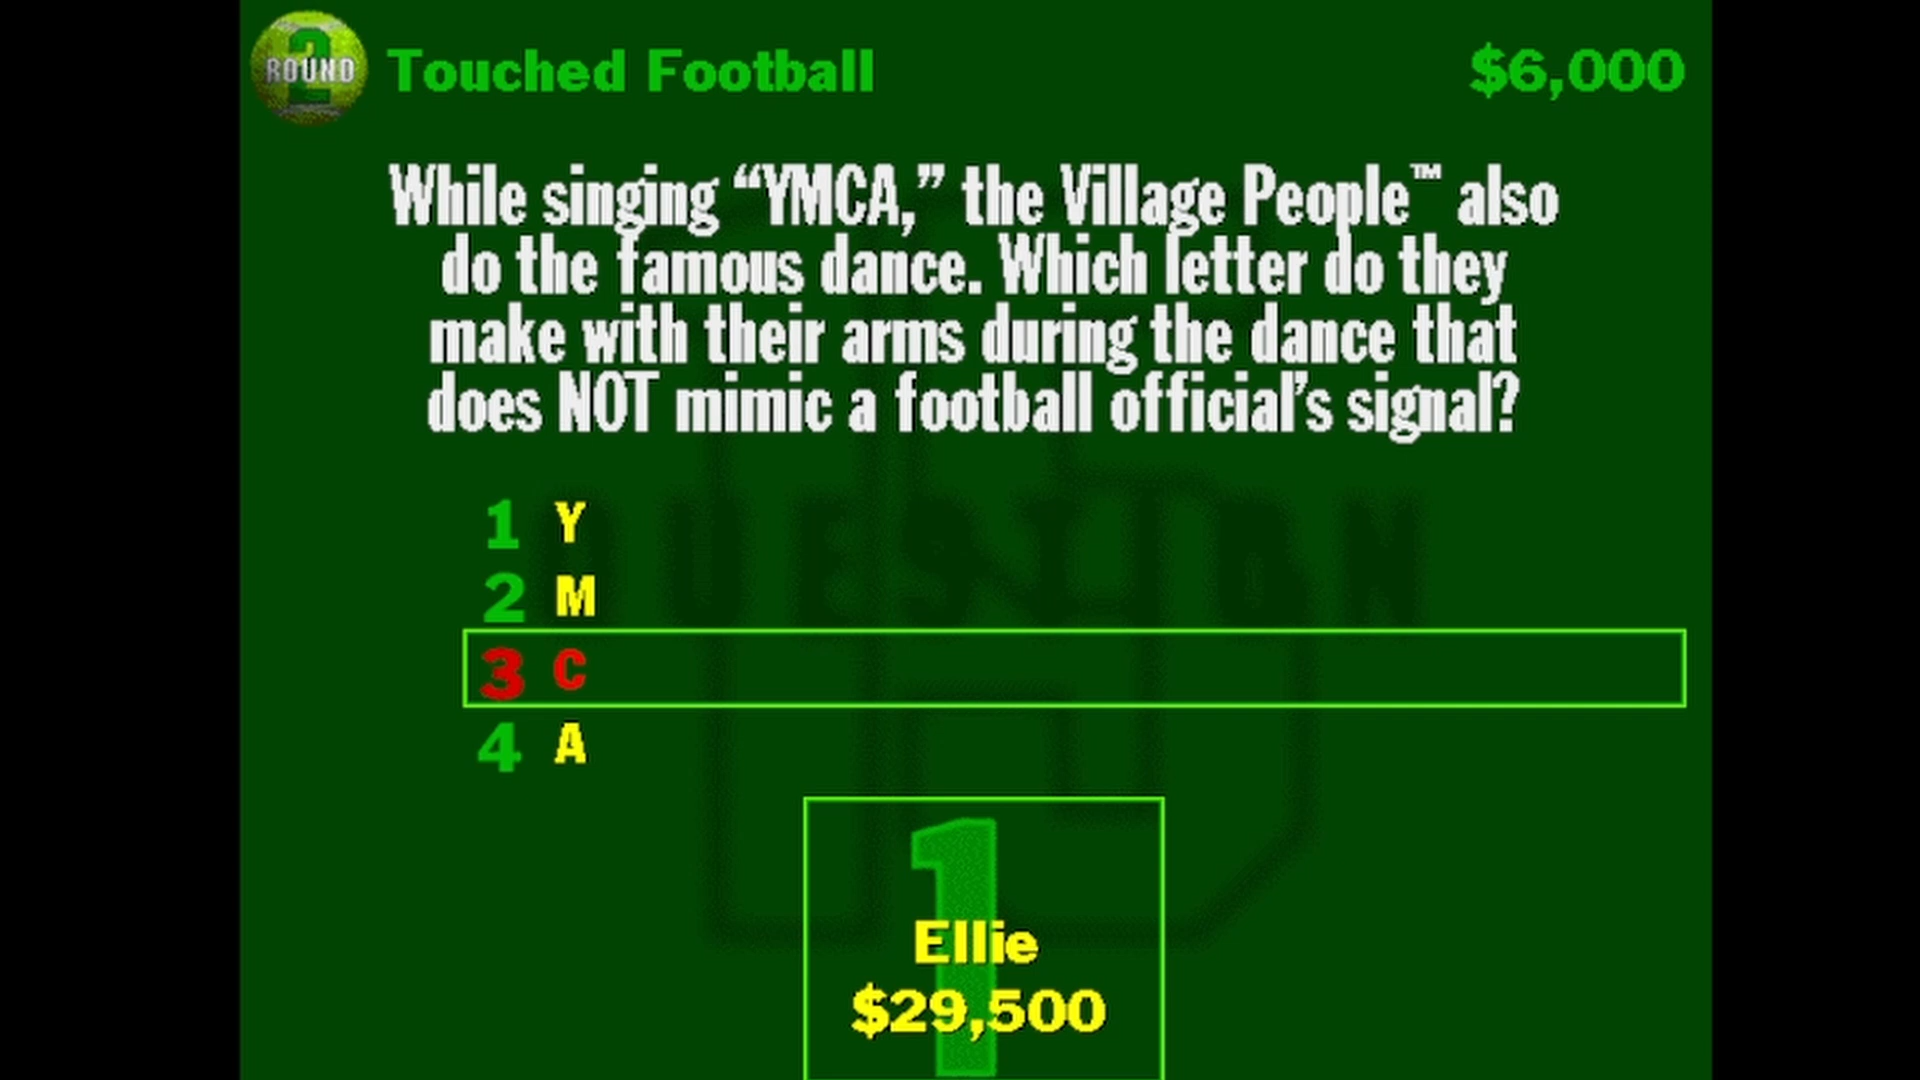 2
ROUND
Touched Football
$6,000
While singing “YMCA,” the Village People™ also
do the famous dance. Which letter do they
make with their arms during the dance that
does NOT mimic a football official’s signal?
QUESTION
1 Y
2 M
3 C
4 A
1
Ellie
$29,500